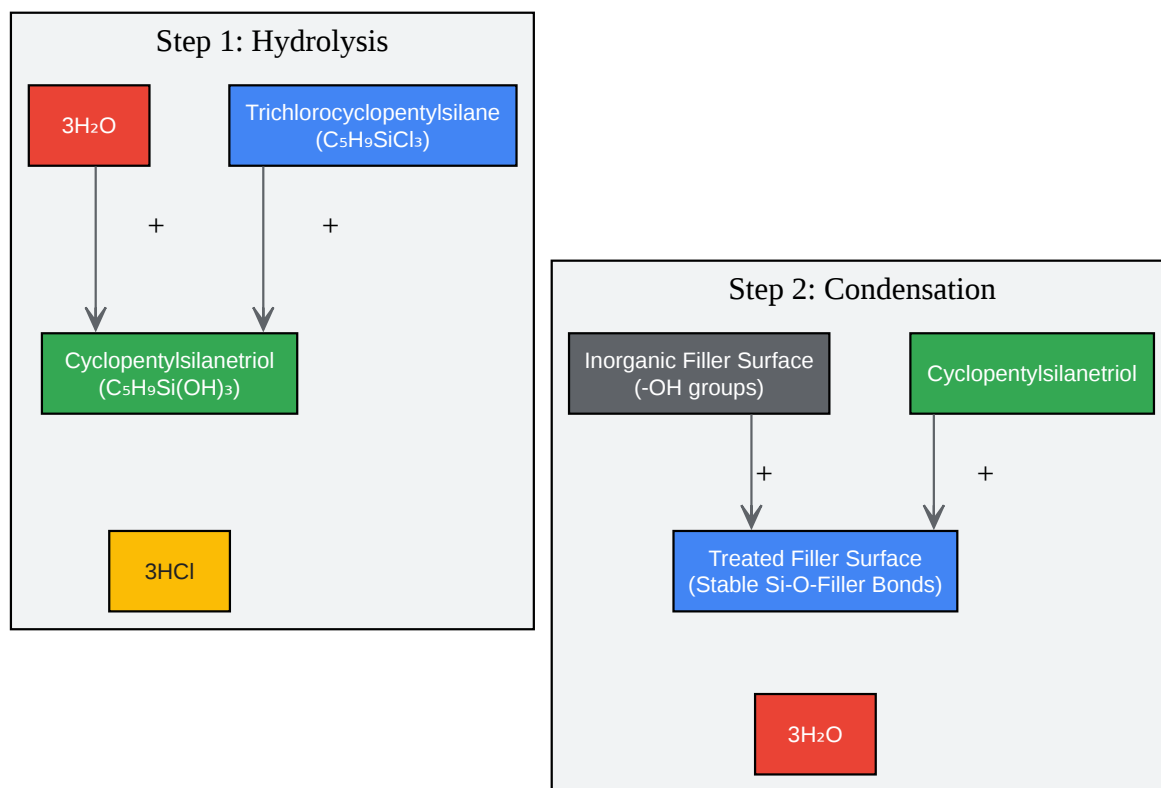 Step 1: Hydrolysis
3H₂O
Trichlorocyclopentylsilane
(C₅H₉SiCl₃)
+
+
Cyclopentylsilanetriol
(C₅H₉Si(OH)₃)
3HCl
Step 2: Condensation
Inorganic Filler Surface
(-OH groups)
Cyclopentylsilanetriol
+
+
Treated Filler Surface
(Stable Si-O-Filler Bonds)
3H₂O